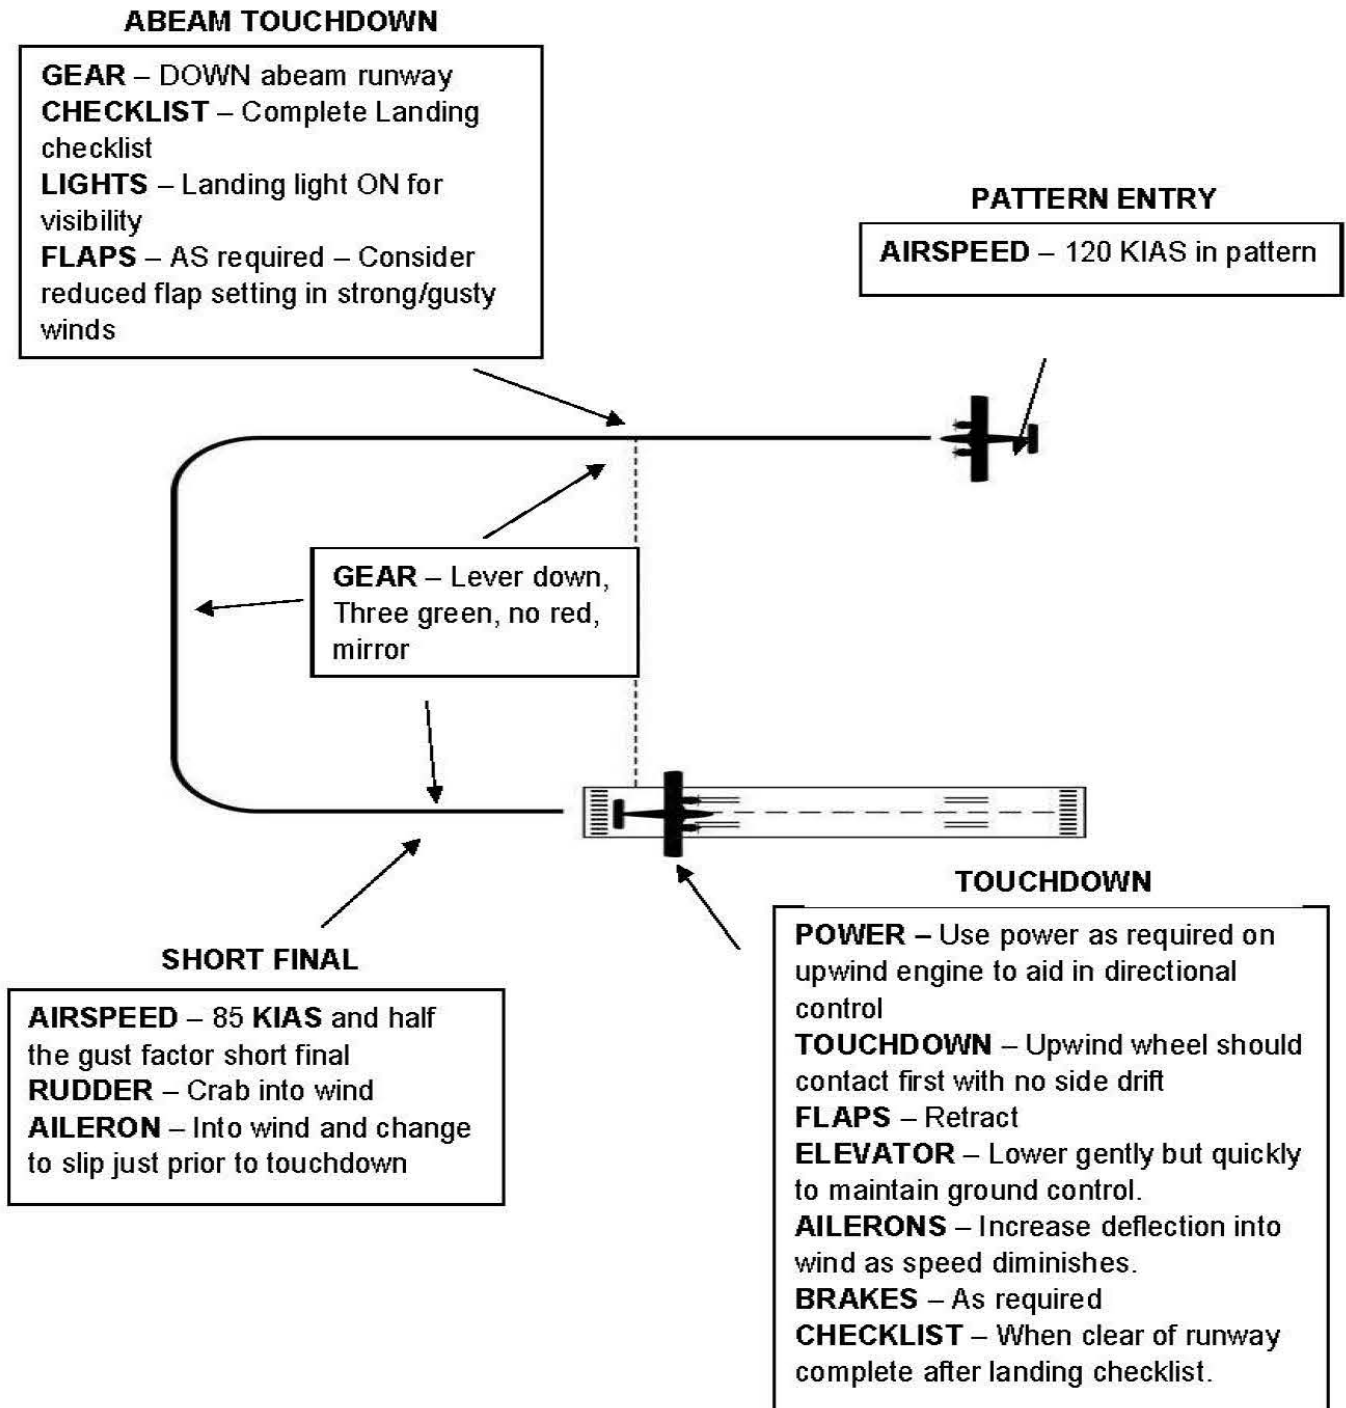 ABEAM TOUCHDOWN
GEAR – DOWN abeam runway
CHECKLIST – Complete Landing
checklist
LIGHTS – Landing light ON for
visibility
FLAPS – AS required – Consider
reduced flap setting in strong/gusty
winds
PATTERN ENTRY
AIRSPEED – 120 KIAS in pattern
GEAR – Lever down,
Three green, no red,
mirror
SHORT FINAL
AIRSPEED – 85 KIAS and half
the gust factor short final
RUDDER – Crab into wind
AILERON – Into wind and change
to slip just prior to touchdown
TOUCHDOWN
POWER – Use power as required on
upwind engine to aid in directional
control
TOUCHDOWN – Upwind wheel should
contact first with no side drift
FLAPS – Retract
ELEVATOR – Lower gently but quickly
to maintain ground control.
AILERONS – Increase deflection into
wind as speed diminishes.
BRAKES – As required
CHECKLIST – When clear of runway
complete after landing checklist.